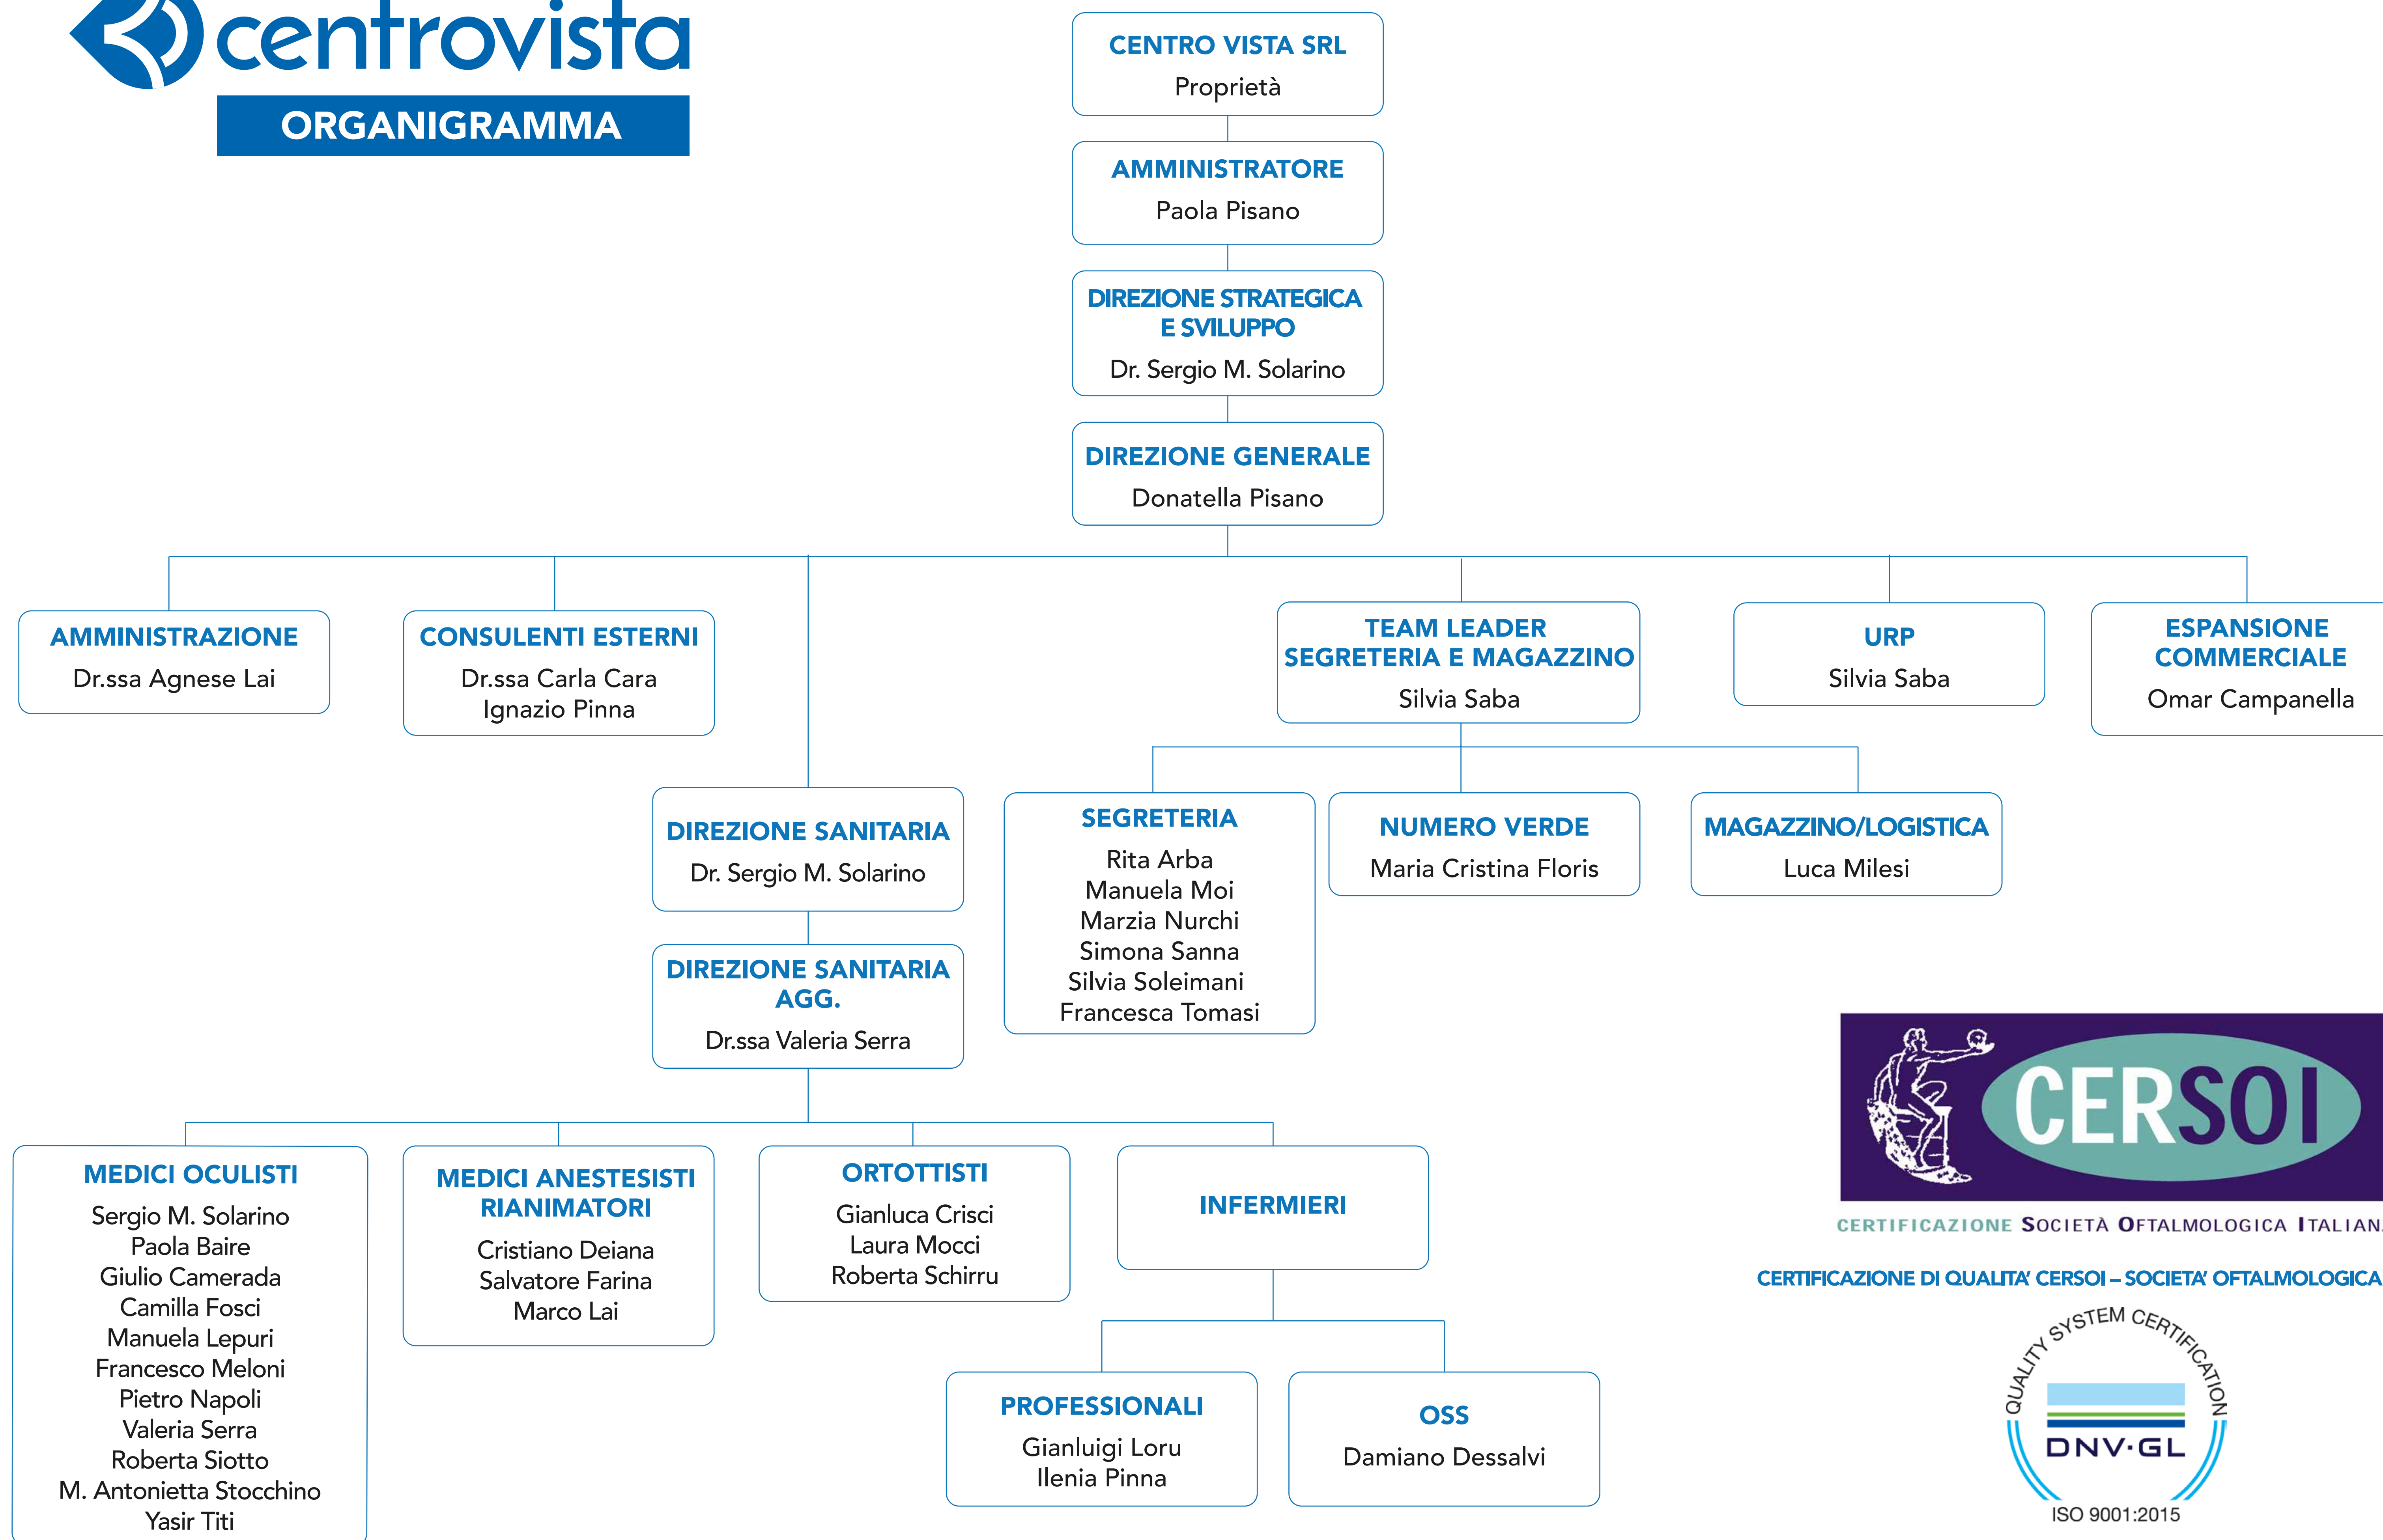 centrovista
ORGANIGRAMMA
CENTRO VISTA SRL
Proprietà
AMMINISTRATORE
Paola Pisano
DIREZIONE STRATEGICA
E SVILUPPO
Dr. Sergio M. Solarino
DIREZIONE GENERALE
Donatella Pisano
AMMINISTRAZIONE
Dr.ssa Agnese Lai
CONSULENTI ESTERNI
Dr.ssa Carla Cara
Ignazio Pinna
TEAM LEADER
SEGRETERIA E MAGAZZINO
Silvia Saba
URP
Silvia Saba
ESPANSIONE
COMMERCIALE
Omar Campanella
DIREZIONE SANITARIA
Dr. Sergio M. Solarino
DIREZIONE SANITARIA
AGG.
Dr.ssa Valeria Serra
SEGRETERIA
Rita Arba
Manuela Moi
Marzia Nurchi
Simona Sanna
Silvia Soleimani
Francesca Tomasi
NUMERO VERDE
Maria Cristina Floris
MAGAZZINO/LOGISTICA
Luca Milesi
MEDICI OCULISTI
Sergio M. Solarino
Paola Baire
Giulio Camerada
Camilla Fosci
Manuela Lepuri
Francesco Meloni
Pietro Napoli
Valeria Serra
Roberta Siotto
M. Antonietta Stocchino
Yasir Titi
MEDICI ANESTESISTI
RIANIMATORI
Cristiano Deiana
Salvatore Farina
Marco Lai
ORTOTTISTI
Gianluca Crisci
Laura Mocci
Roberta Schirru
INFERMIERI
PROFESSIONALI
Gianluigi Loru
Ilenia Pinna
OSS
Damiano Dessalvi
CERSOI
CERTIFICAZIONE SOCIETÀ OFTALMOLOGICA ITALIAN
CERTIFICAZIONE DI QUALITA' CERSOI – SOCIETA' OFTALMOLOGICA
QUALITY SYSTEM CERTIFICATION
DNV·GL
ISO 9001:2015